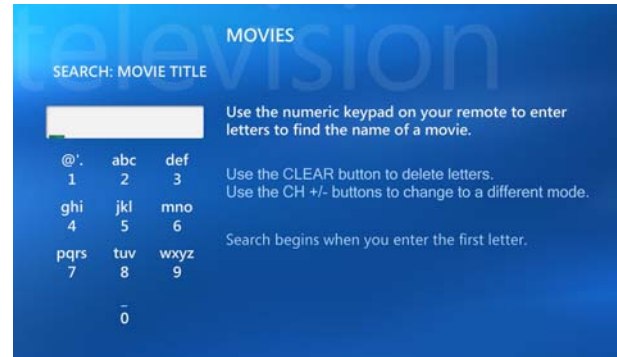 television
MOVIES
SEARCH: MOVIE TITLE
Use the numeric keypad on your remote to enter
letters to find the name of a movie.
@'. abc def
1 2 3
Use the CLEAR button to delete letters.
Use the CH +/- buttons to change to a different mode.
ghi jkl mno
4 5 6
Search begins when you enter the first letter.
pqrs tuv wxyz
7 8 9
_
0